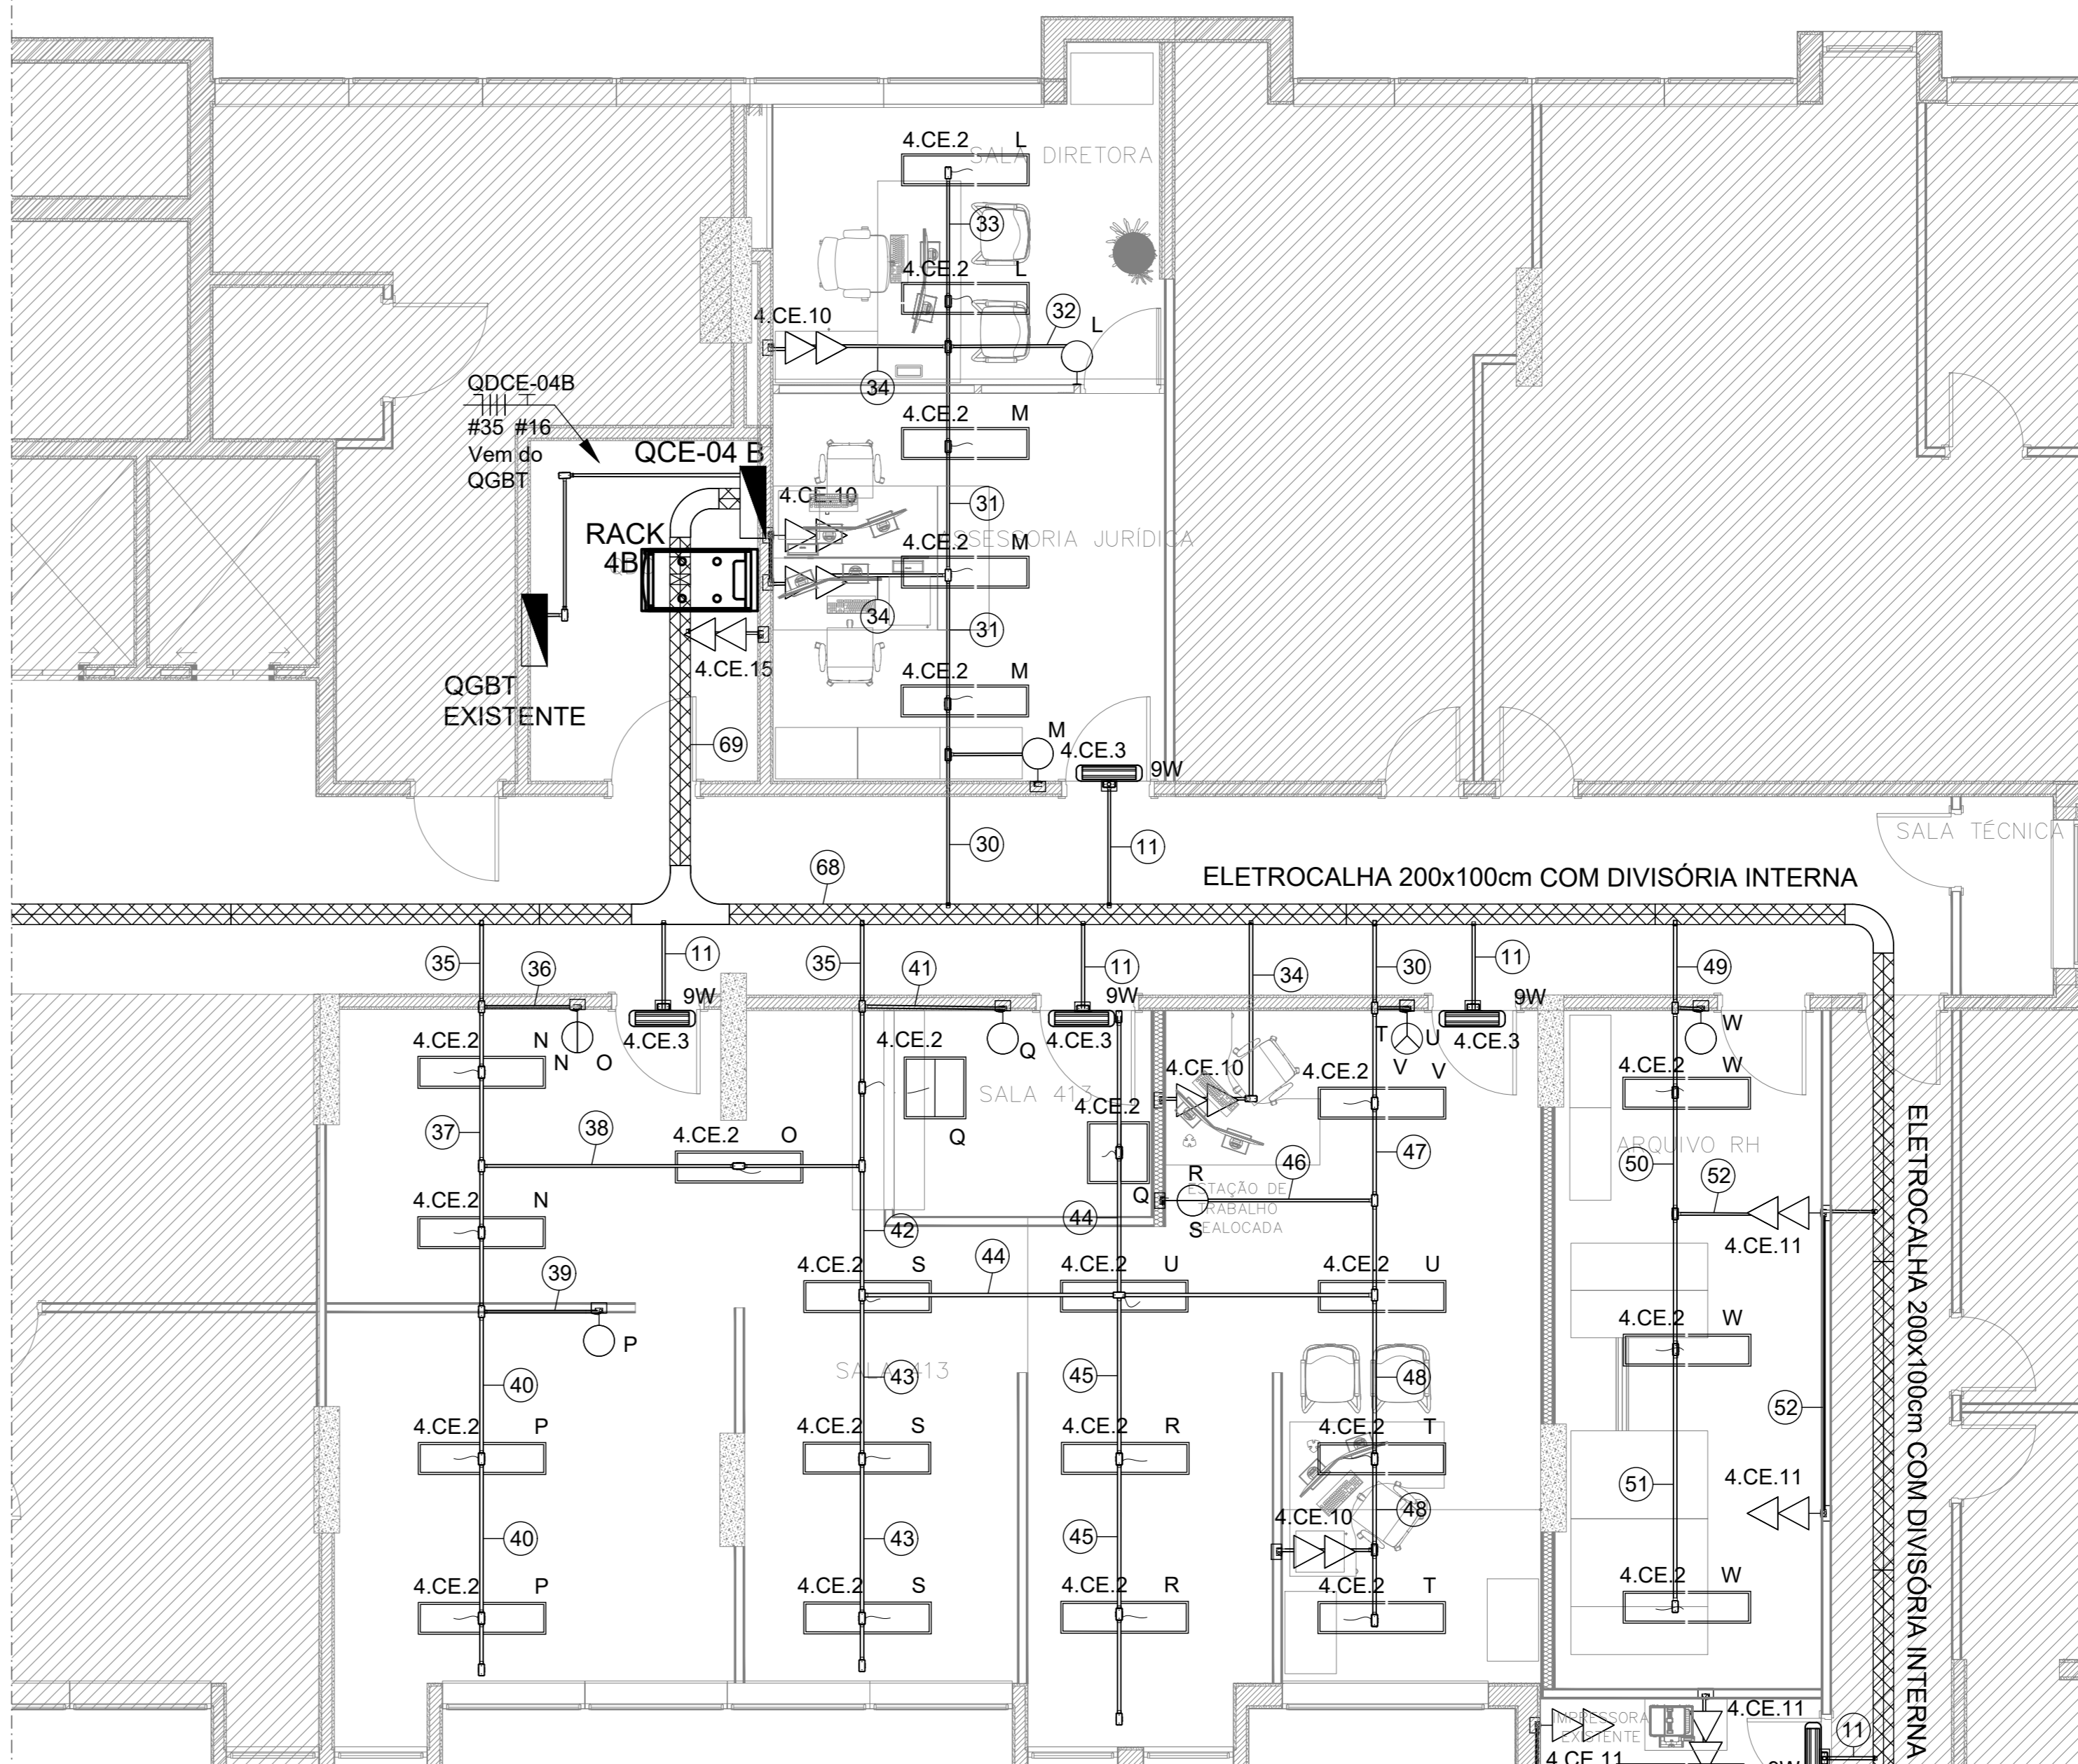 4.CE.2 L
SALA DIRETORA
33
4.CE.2 L
4.CE.10
32
L
34
QDCE-04B
#35 #16
Vem do
QGBT
QCE-04 B
4.CE.2 M
4.CE.10
31
RACK
4B
4.CE.2 M
SSESSORIA JURÍDICA
34
31
4.CE.15
QGBT
EXISTENTE
4.CE.2 M
69
M
4.CE.3
9W
30
11
68
ELETROCALHA 200x100cm COM DIVISÓRIA INTERNA
SALA TÉCNICA
35
36
11
35
41
11
34
30
11
49
9W
4.CE.3
9W
4.CE.3
9W
4.CE.3
4.CE.2 N
N O
4.CE.2
Q
SALA 413
Q
4.CE.2
Q
4.CE.10
T U
V
4.CE.2 V
W
4.CE.2 W
ARQUIVO RH
37
38
4.CE.2 O
47
46
50
52
4.CE.2 N
R
S
ESTAÇÃO DE
TRABALHO
REALOCADA
42
44
4.CE.11
39
P
4.CE.2 S
44
4.CE.2 U
4.CE.2 U
4.CE.2 W
SALA 413
40
43
45
48
52
4.CE.2 P
4.CE.2 S
4.CE.2 R
4.CE.2 T
51
4.CE.11
40
43
45
48
4.CE.10
4.CE.2 P
4.CE.2 S
4.CE.2 R
4.CE.2 T
4.CE.2 W
ELETROCALHA 200x100cm COM DIVISÓRIA INTERNA
IMPRESSORA
EXISTENTE
4.CE.11
11
4.CE.11
9W